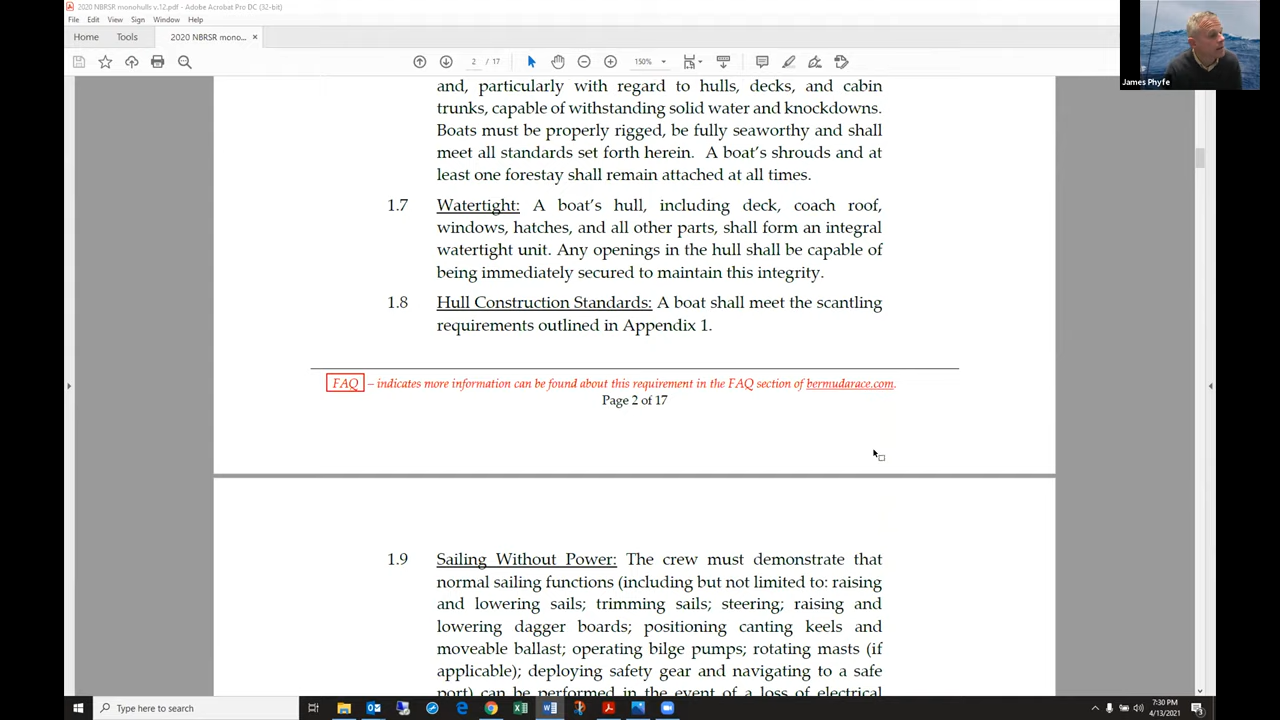 2020 NBRSR monohulls v.12.pdf - Adobe Acrobat Pro DC (32-bit)
File Edit View Sign Window Help
Home Tools 2020 NBRSR mono... ×
2 / 17 150%
and, particularly with regard to hulls, decks, and cabin
trunks, capable of withstanding solid water and knockdowns.
Boats must be properly rigged, be fully seaworthy and shall
meet all standards set forth herein. A boat's shrouds and at
least one forestay shall remain attached at all times.
1.7 Watertight: A boat's hull, including deck, coach roof,
windows, hatches, and all other parts, shall form an integral
watertight unit. Any openings in the hull shall be capable of
being immediately secured to maintain this integrity.
1.8 Hull Construction Standards: A boat shall meet the scantling
requirements outlined in Appendix 1.
FAQ – indicates more information can be found about this requirement in the FAQ section of bermudarace.com.
Page 2 of 17
1.9 Sailing Without Power: The crew must demonstrate that
normal sailing functions (including but not limited to: raising
and lowering sails; trimming sails; steering; raising and
lowering dagger boards; positioning canting keels and
moveable ballast; operating bilge pumps; rotating masts (if
applicable); deploying safety gear and navigating to a safe
port) can be performed in the event of a loss of electrical
James Phyfe
Type here to search
7:30 PM
4/13/2021